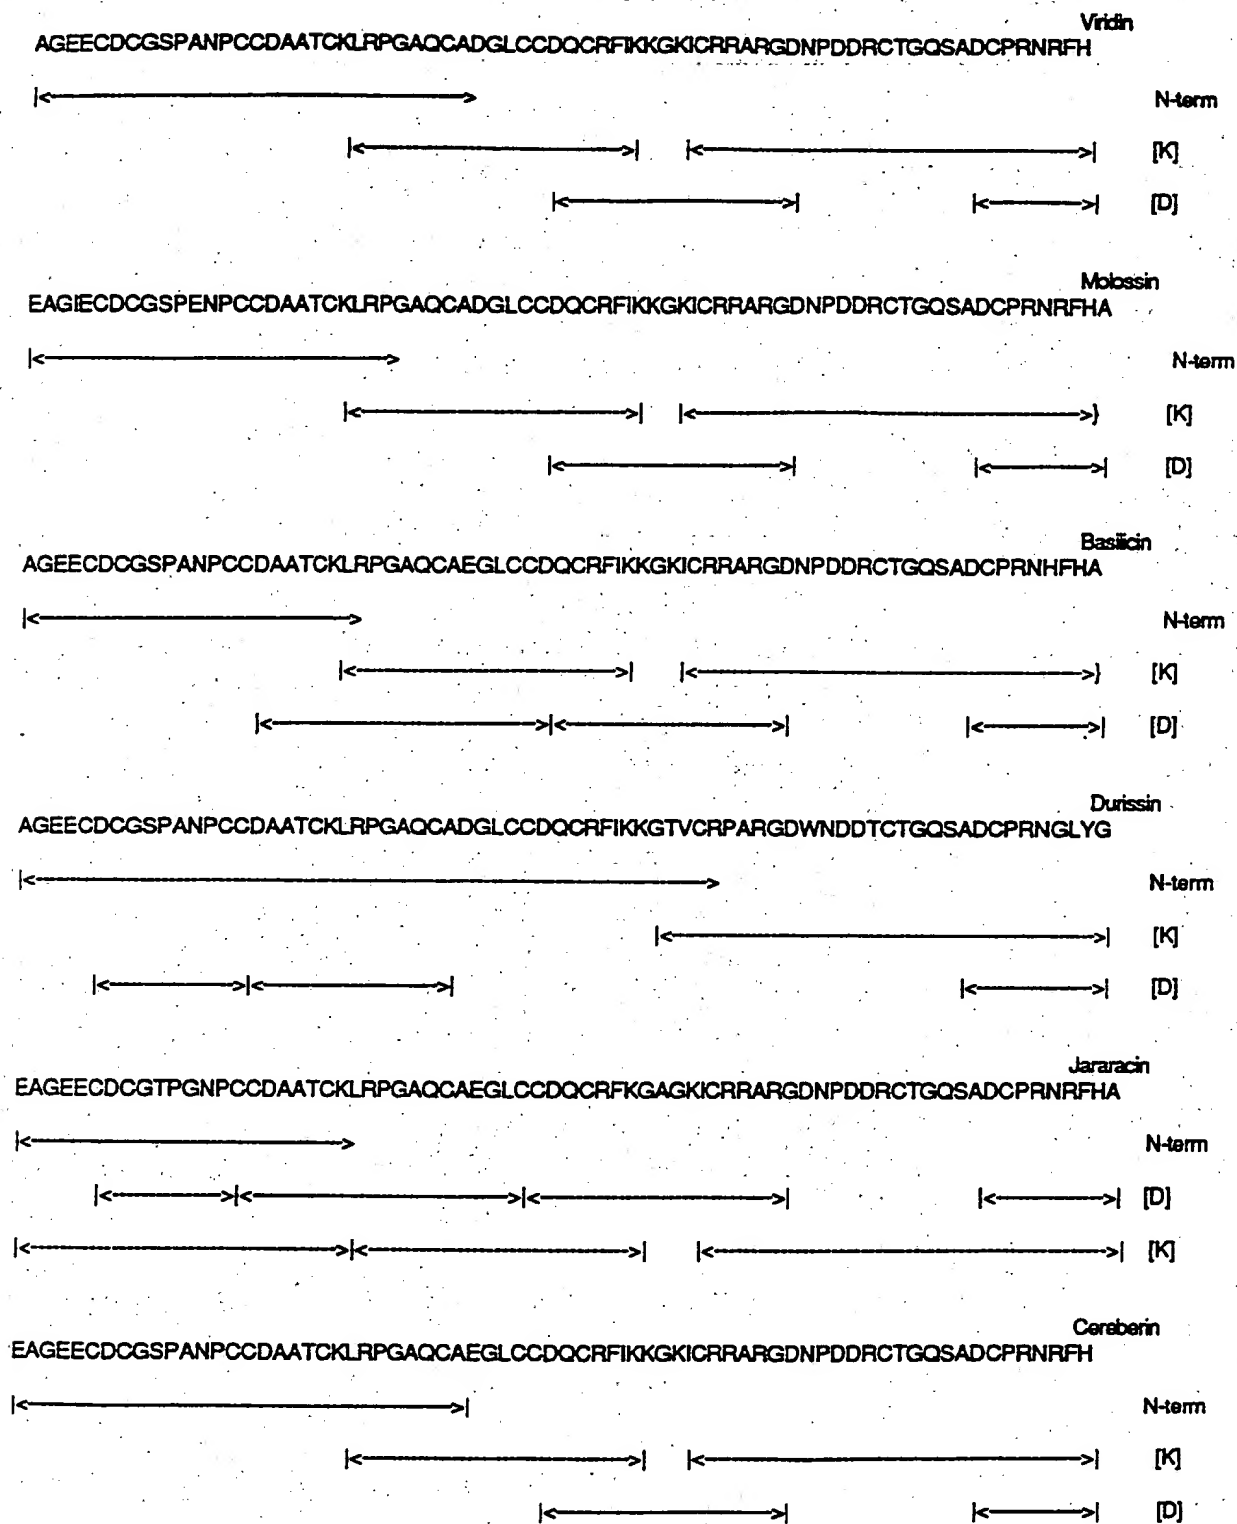 Viridin
AGEECDCGSPANPCCDAATCKLRPGAQCADGLCCDQCRFIKKGKICRRARGDNPDDRCTGQSADCPRNRFH
N-term
[K]
[D]
Molossin
EAGIECDCGSPENPCCDAATCKLRPGAQCADGLCCDQCRFIKKGKICRRARGDNPDDRCTGQSADCPRNRFHA
N-term
[K]
[D]
Basilicin
AGEECDCGSPANPCCDAATCKLRPGAQCAEGLCCDQCRFIKKGKICRRARGDNPDDRCTGQSADCPRNHFHA
N-term
[K]
[D]
Durissin
AGEECDCGSPANPCCDAATCKLRPGAQCADGLCCDQCRFIKKGTVCRPARGDWNDDTCTGQSADCPRNGLYG
N-term
[K]
[D]
Jararacin
EAGEECDCGTPGNPCCDAATCKLRPGAQCAEGLCCDQCRFKGAGKICRRARGDNPDDRCTGQSADCPRNRFHA
N-term
[D]
[K]
Cereberin
EAGEECDCGSPANPCCDAATCKLRPGAQCAEGLCCDQCRFIKKGKICRRARGDNPDDRCTGQSADCPRNRFH
N-term
[K]
[D]